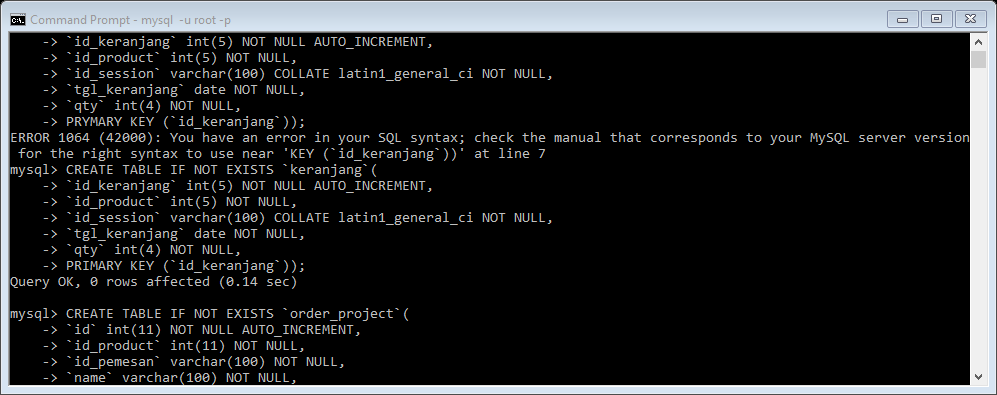 Command Prompt - mysql  -u root -p
    -> `id_keranjang` int(5) NOT NULL AUTO_INCREMENT,
    -> `id_product` int(5) NOT NULL,
    -> `id_session` varchar(100) COLLATE latin1_general_ci NOT NULL,
    -> `tgl_keranjang` date NOT NULL,
    -> `qty` int(4) NOT NULL,
    -> PRYMARY KEY (`id_keranjang`));
ERROR 1064 (42000): You have an error in your SQL syntax; check the manual that corresponds to your MySQL server version
 for the right syntax to use near 'KEY (`id_keranjang`))' at line 7
mysql> CREATE TABLE IF NOT EXISTS `keranjang`(
    -> `id_keranjang` int(5) NOT NULL AUTO_INCREMENT,
    -> `id_product` int(5) NOT NULL,
    -> `id_session` varchar(100) COLLATE latin1_general_ci NOT NULL,
    -> `tgl_keranjang` date NOT NULL,
    -> `qty` int(4) NOT NULL,
    -> PRIMARY KEY (`id_keranjang`));
Query OK, 0 rows affected (0.14 sec)
mysql> CREATE TABLE IF NOT EXISTS `order_project`(
    -> `id` int(11) NOT NULL AUTO_INCREMENT,
    -> `id_product` int(11) NOT NULL,
    -> `id_pemesan` varchar(100) NOT NULL,
    -> `name` varchar(100) NOT NULL,